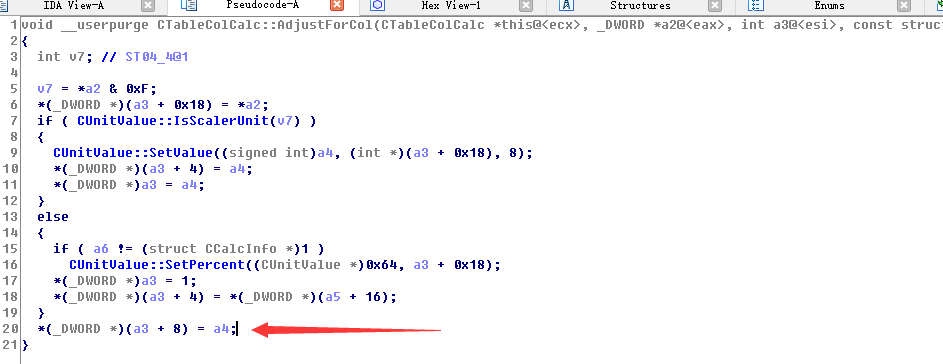 IDA View-A Pseudocode-A Hex View-1 Structures Enums
1 void __userpurge CTableColCalc::AdjustForCol(CTableColCalc *this@<ecx>, _DWORD *a2@<eax>, int a3@<esi>, const struc
2 {
3 int v7; // ST04_4@1
4
5 v7 = *a2 & 0xF;
6 *(_DWORD *)(a3 + 0x18) = *a2;
7 if ( CUnitValue::IsScalerUnit(v7) )
8 {
9 CUnitValue::SetValue((signed int)a4, (int *)(a3 + 0x18), 8);
10 *(_DWORD *)(a3 + 4) = a4;
11 *(_DWORD *)a3 = a4;
12 }
13 else
14 {
15 if ( a6 != (struct CCalcInfo *)1 )
16 CUnitValue::SetPercent((CUnitValue *)0x64, a3 + 0x18);
17 *(_DWORD *)a3 = 1;
18 *(_DWORD *)(a3 + 4) = *(_DWORD *)(a5 + 16);
19 }
20 *(_DWORD *)(a3 + 8) = a4;
21 }